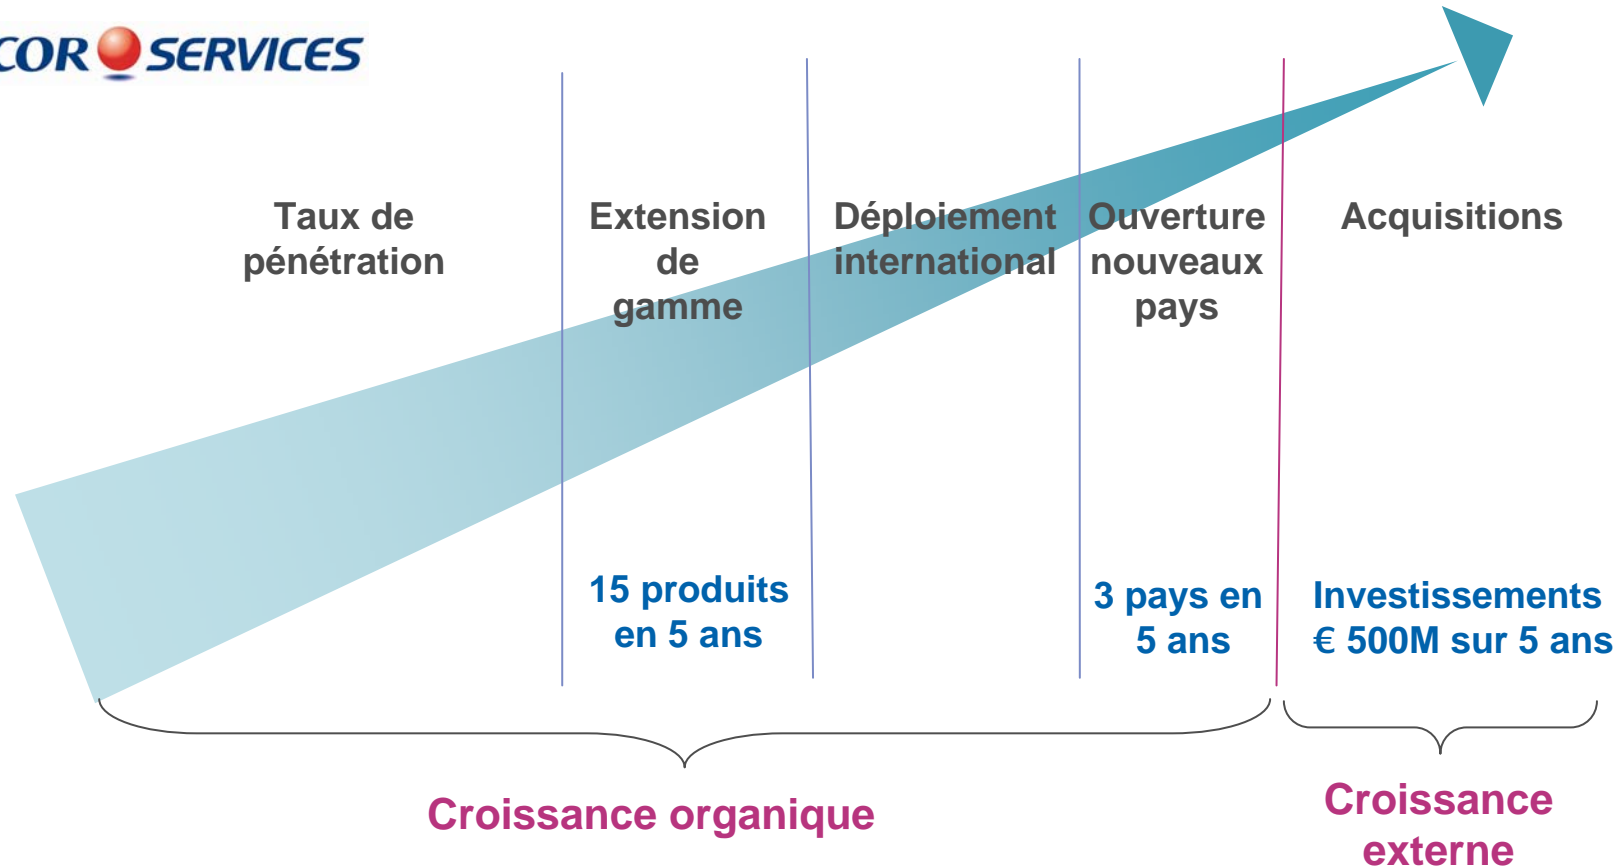 COR SERVICES
Taux de
pénétration
Extension
de
gamme
Déploiement
international
Ouverture
nouveaux
pays
Acquisitions
15 produits
en 5 ans
3 pays en
5 ans
Investissements
€ 500M sur 5 ans
Croissance organique
Croissance
externe